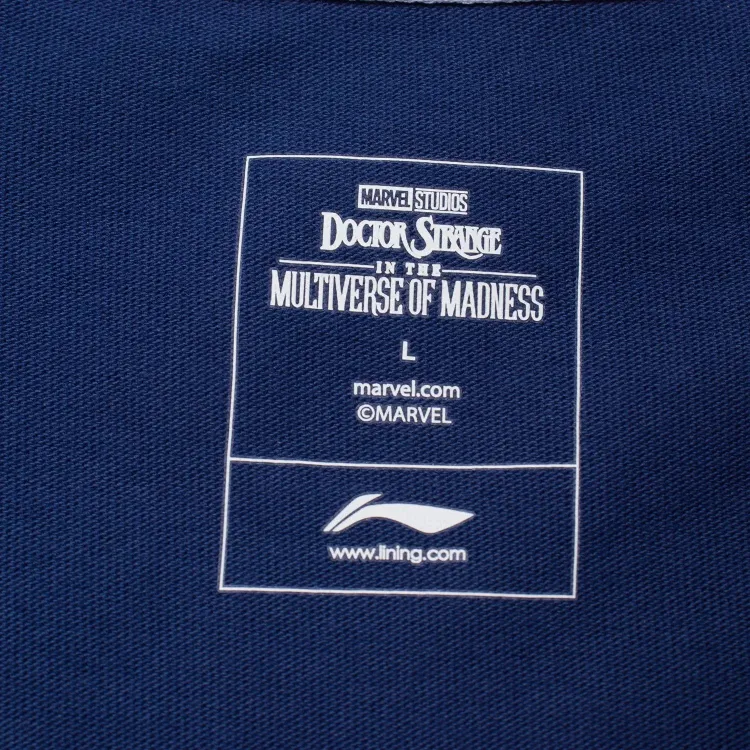 MARVEL STUDIOS
DOCTOR STRANGE
IN THE
MULTIVERSE OF MADNESS
L
marvel.com
©MARVEL
www.lining.com